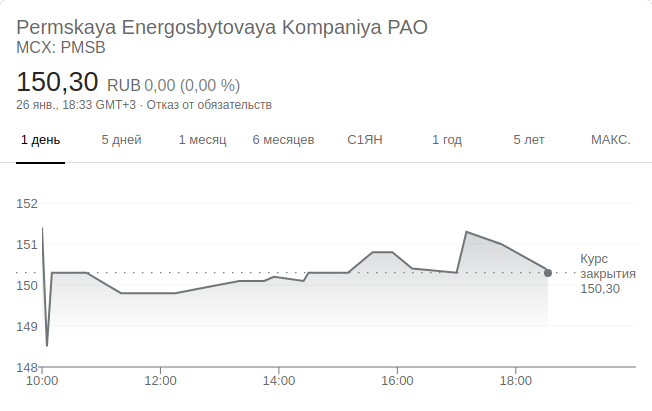 Permskaya Energosbytovaya Kompaniya PAO
MCX: PMSB
150,30 RUB 0,00 (0,00 %)
26 янв., 18:33 GMT+3 · Отказ от обязательств
1 день 5 дней 1 месяц 6 месяцев С1ЯН 1 год 5 лет МАКС.
152
151
150
149
148
Курс
закрытия
150,30
10:00 12:00 14:00 16:00 18:00